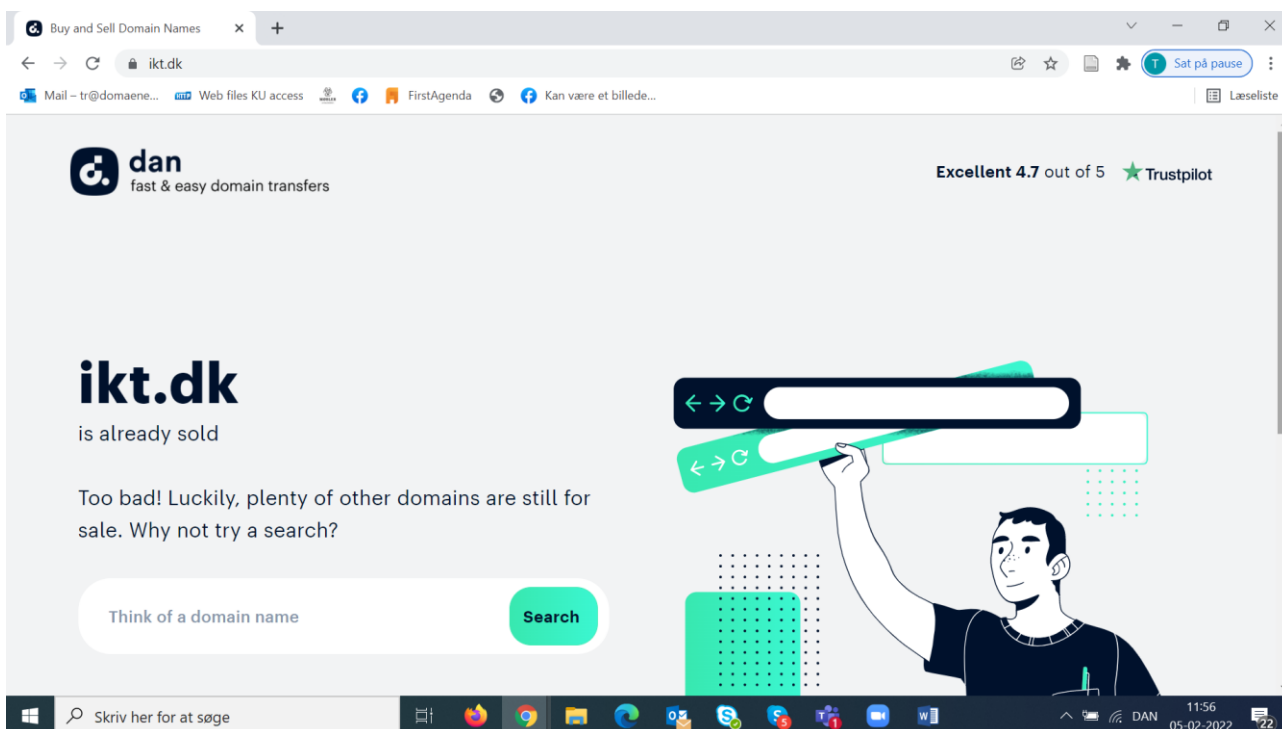 Buy and Sell Domain Names
ikt.dk
T Sat på pause
Mail – tr@domaene... Web files KU access FirstAgenda Kan være et billede... Læseliste
d. dan
fast & easy domain transfers
Excellent 4.7 out of 5 Trustpilot
ikt.dk
is already sold
Too bad! Luckily, plenty of other domains are still for
sale. Why not try a search?
Think of a domain name Search
Skriv her for at søge
DAN
11:56
05-02-2022
22